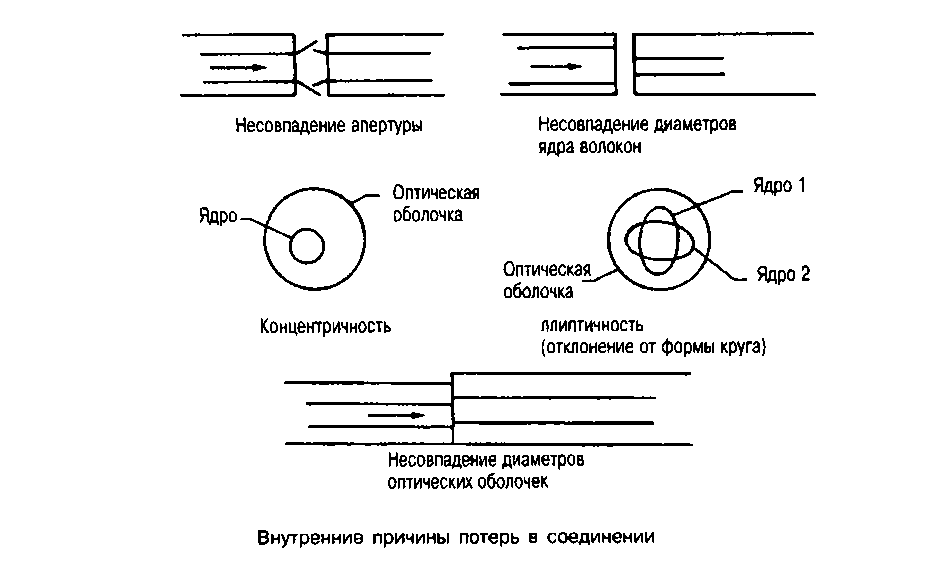 Несовпадение апертуры
Несовпадение диаметров
ядра волокон
Ядро
Оптическая
оболочка
Ядро 1
Оптическая
оболочка
Ядро 2
Концентричность
ллиптичность
(отклонение от формы круга)
Несовпадение диаметров
оптических оболочек
Внутренние причины потерь в соединении